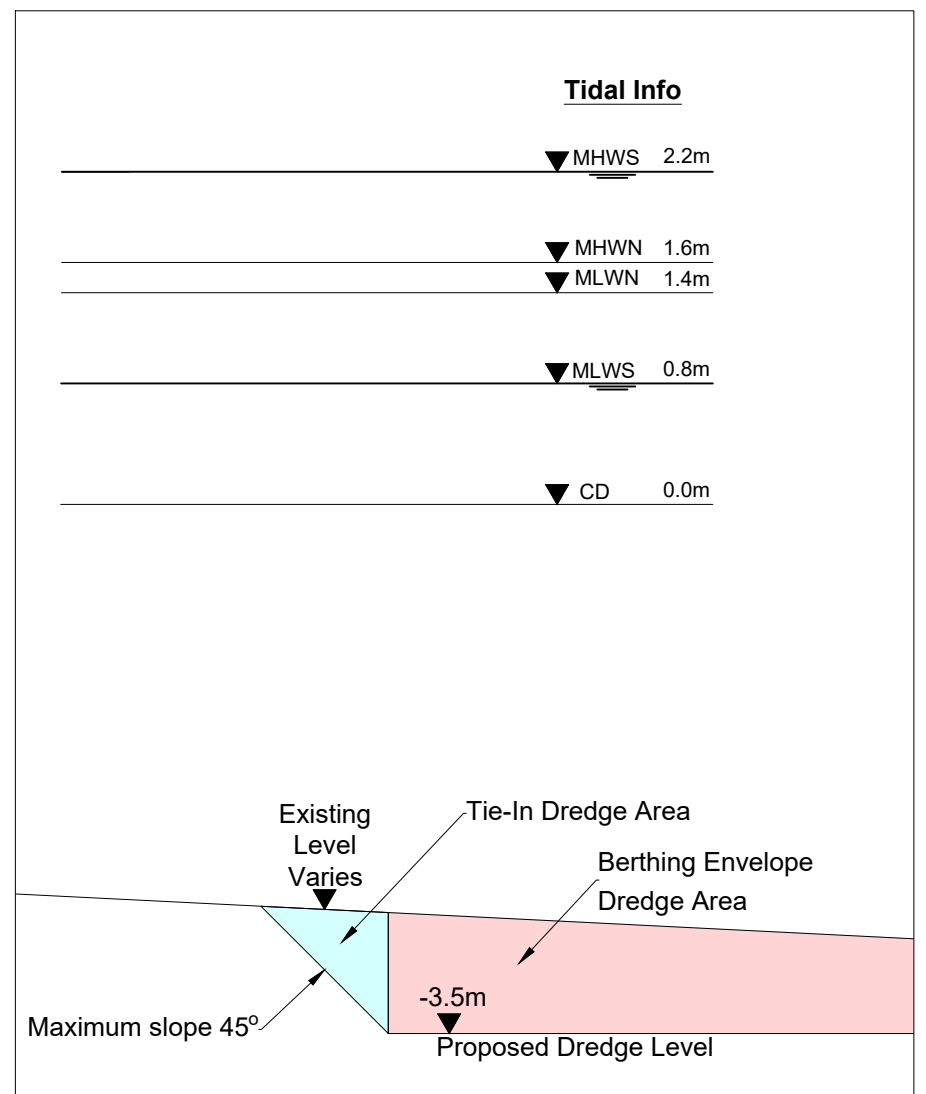 Tidal Info
MHWS 2.2m
MHWN 1.6m
MLWN 1.4m
MLWS 0.8m
CD 0.0m
Existing
Level
Varies
Tie-In Dredge Area
Berthing Envelope
Dredge Area
-3.5m
Maximum slope 45º
Proposed Dredge Level